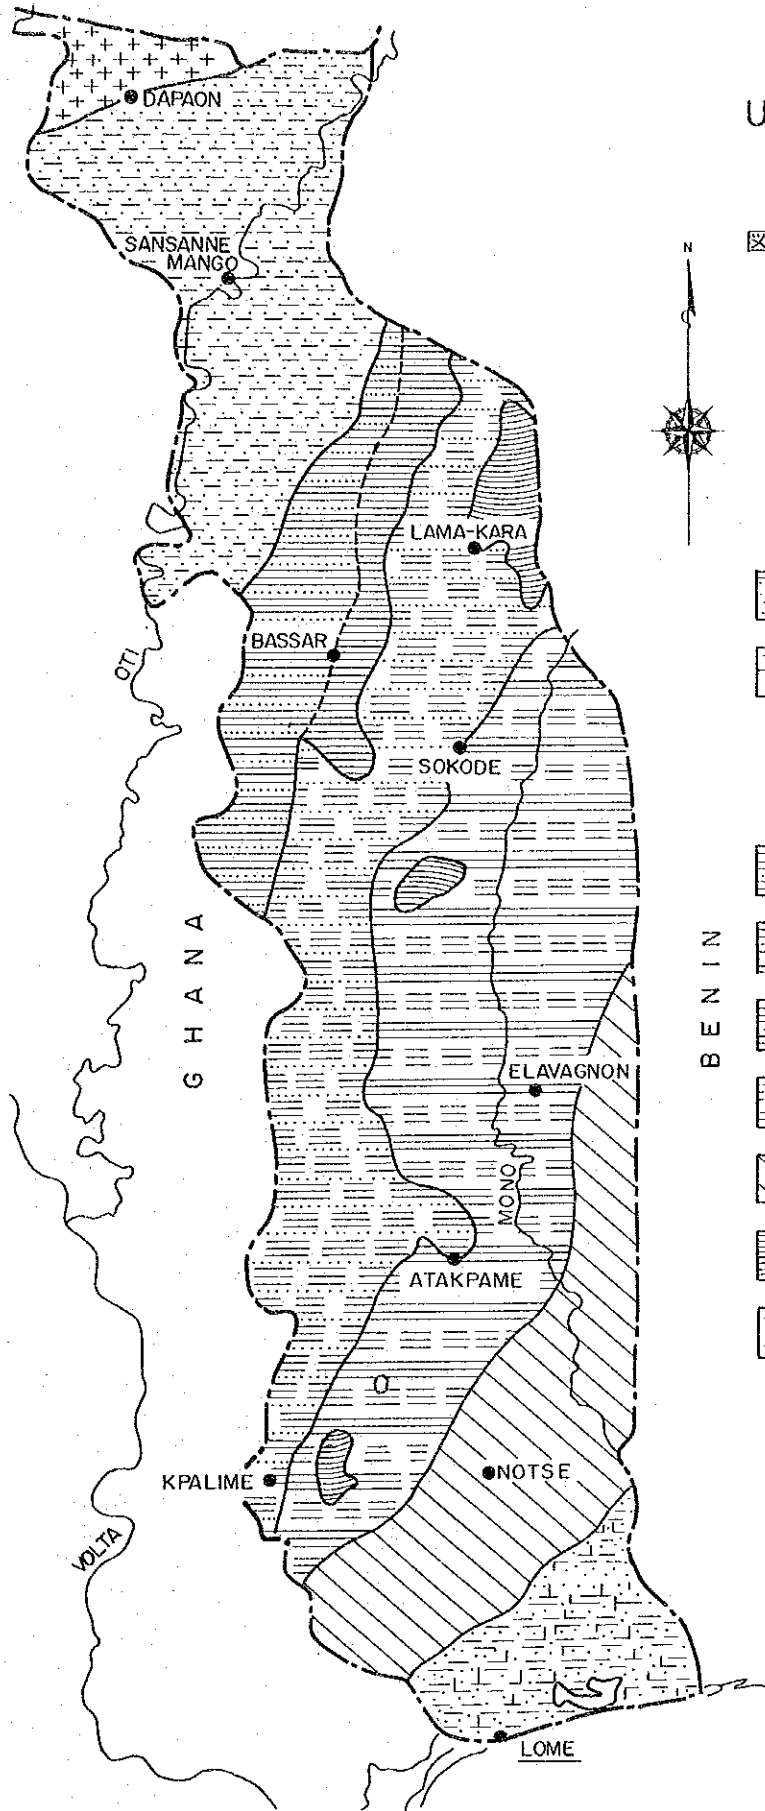 U
DAPAON
図
SANSANNE
MANGO
N
LAMA-KARA
BASSAR
OTI
SOKODE
GHANA
BENIN
ELAVAGNON
MONO
ATAKPAME
KPALIME
NOTSE
VOLTA
LOME